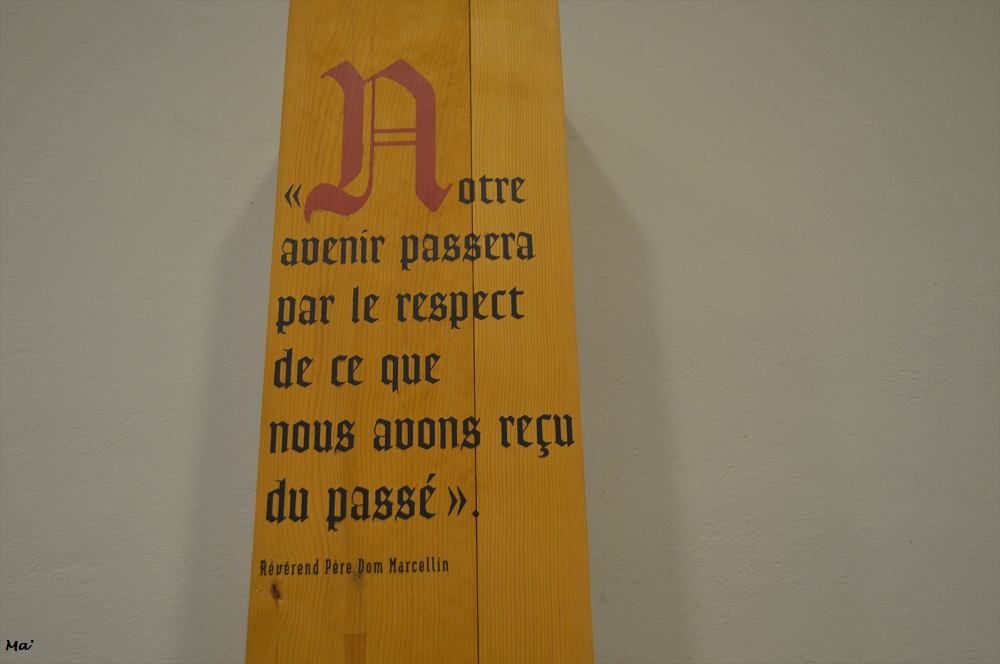 « Notre
avenir passera
par le respect
de ce que
nous avons reçu
du passé ».
Révérend Père Dom Marcellin
Ma'